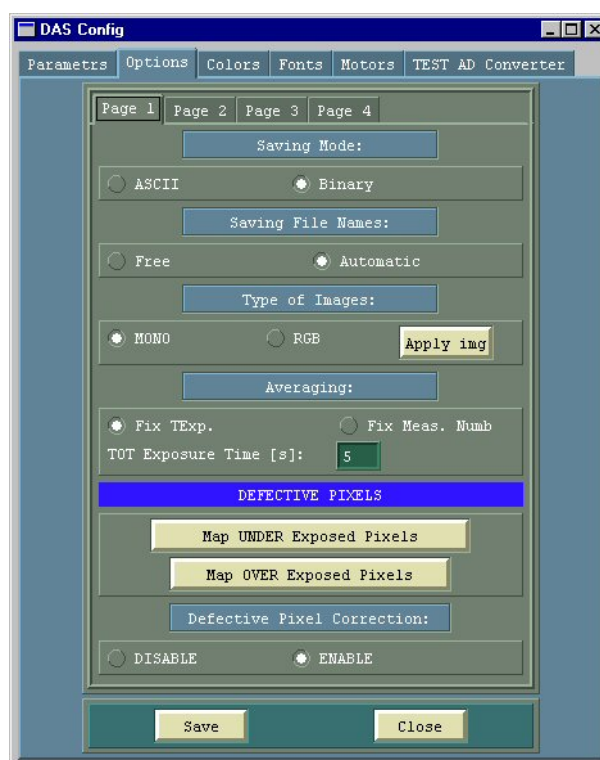 DAS Config
Parametrs Options Colors Fonts Motors TEST AD Converter
Page 1 Page 2 Page 3 Page 4
Saving Mode:
ASCII Binary
Saving File Names:
Free Automatic
Type of Images:
MONO RGB Apply img
Averaging:
Fix TExp. Fix Meas. Numb
TOT Exposure Time [s]: 5
DEFECTIVE PIXELS
Map UNDER Exposed Pixels
Map OVER Exposed Pixels
Defective Pixel Correction:
DISABLE ENABLE
Save Close